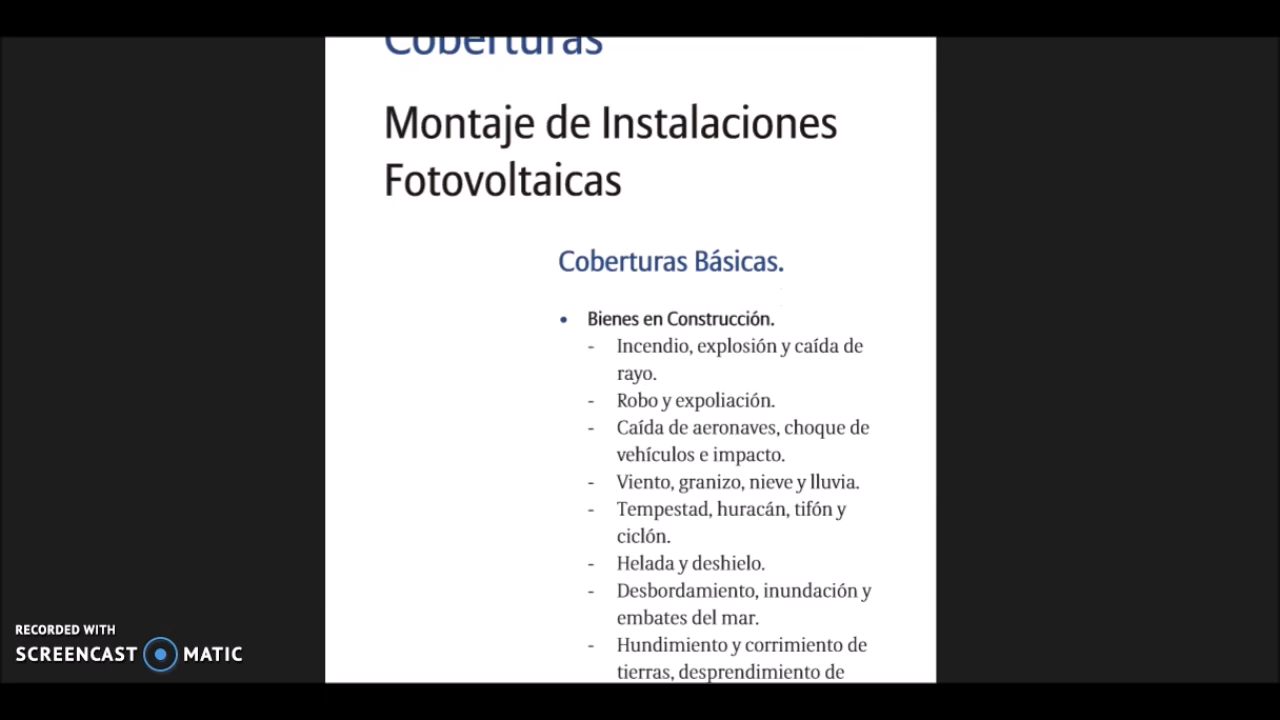 Coberturas
Montaje de Instalaciones
Fotovoltaicas
Coberturas Básicas.
• Bienes en Construcción.
- Incendio, explosión y caída de
rayo.
- Robo y expoliación.
- Caída de aeronaves, choque de
vehículos e impacto.
- Viento, granizo, nieve y lluvia.
- Tempestad, huracán, tifón y
ciclón.
- Helada y deshielo.
- Desbordamiento, inundación y
embates del mar.
- Hundimiento y corrimiento de
tierras, desprendimiento de
RECORDED WITH
SCREENCAST MATIC